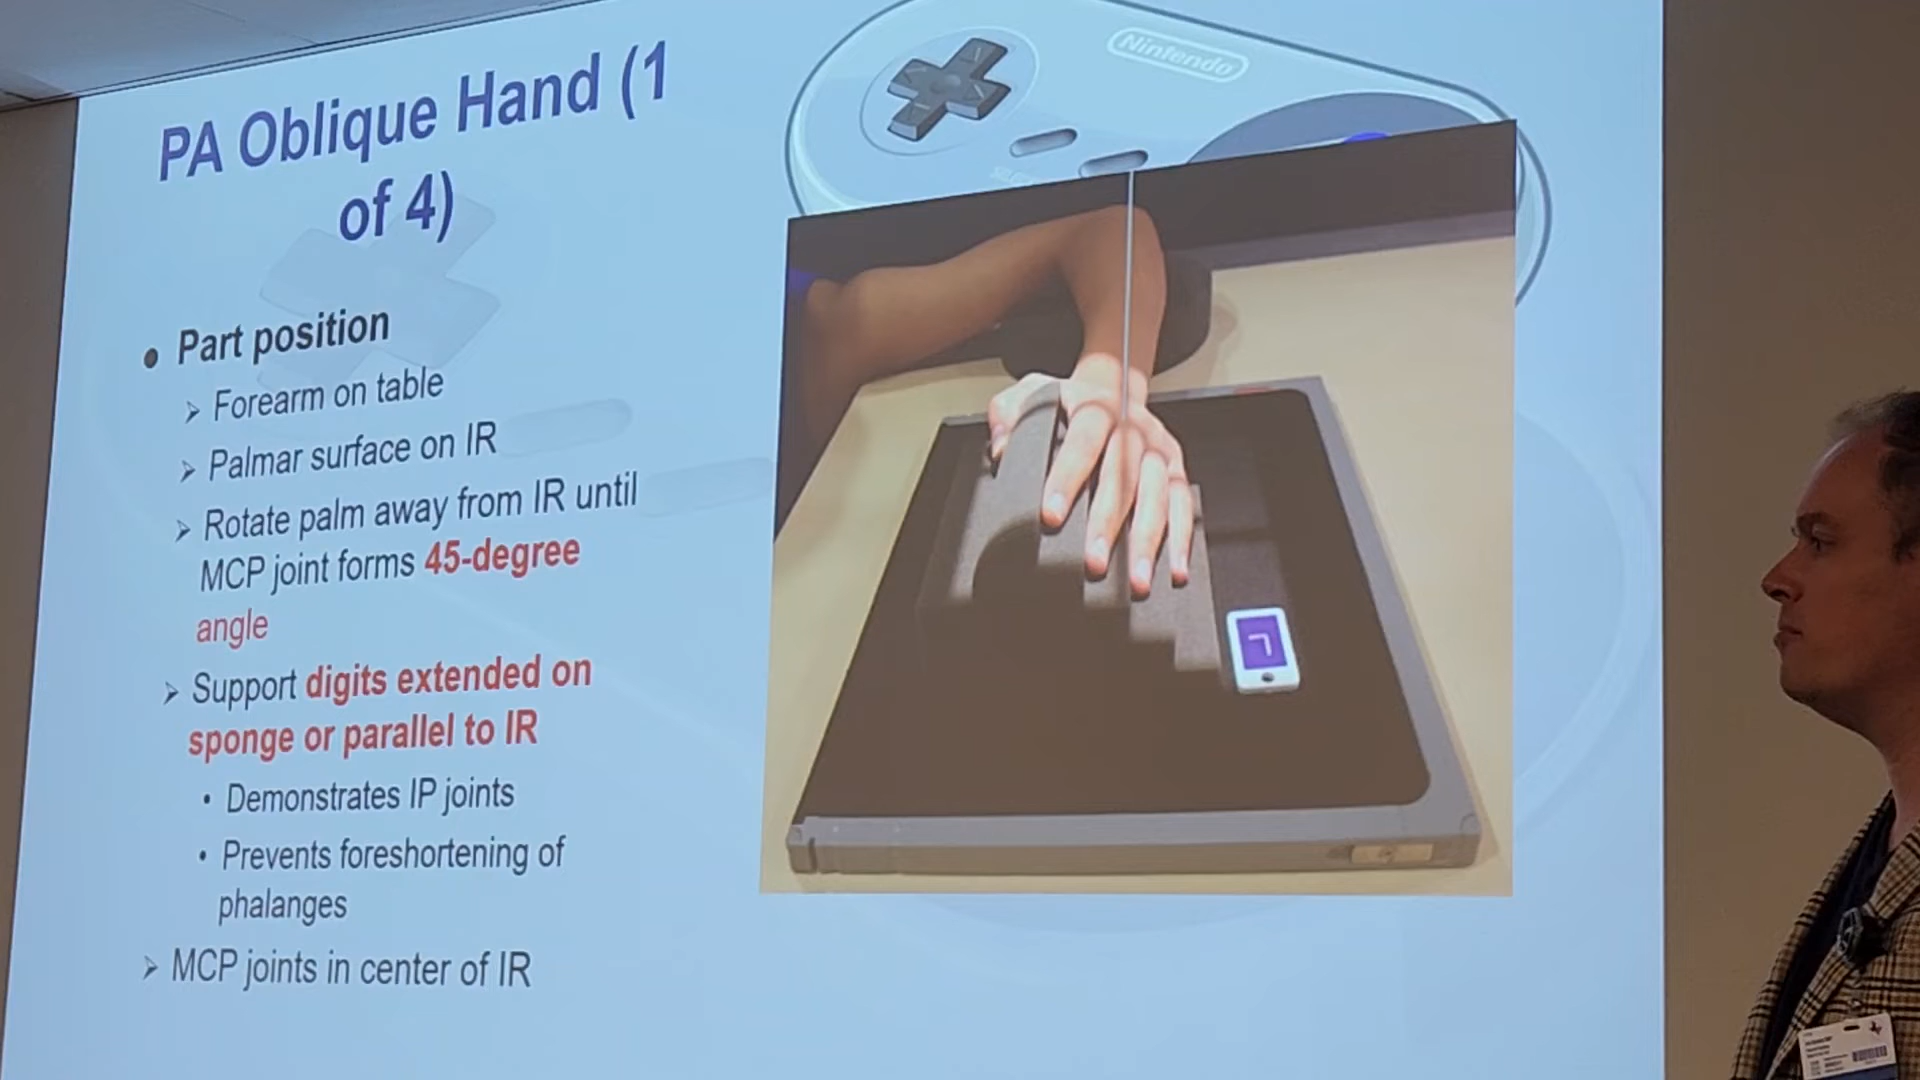 PA Oblique Hand (1
of 4)
Nintendo
• Part position
➢ Forearm on table
➢ Palmar surface on IR
➢ Rotate palm away from IR until
MCP joint forms 45-degree
angle
➢ Support digits extended on
sponge or parallel to IR
• Demonstrates IP joints
• Prevents foreshortening of
phalanges
➢ MCP joints in center of IR